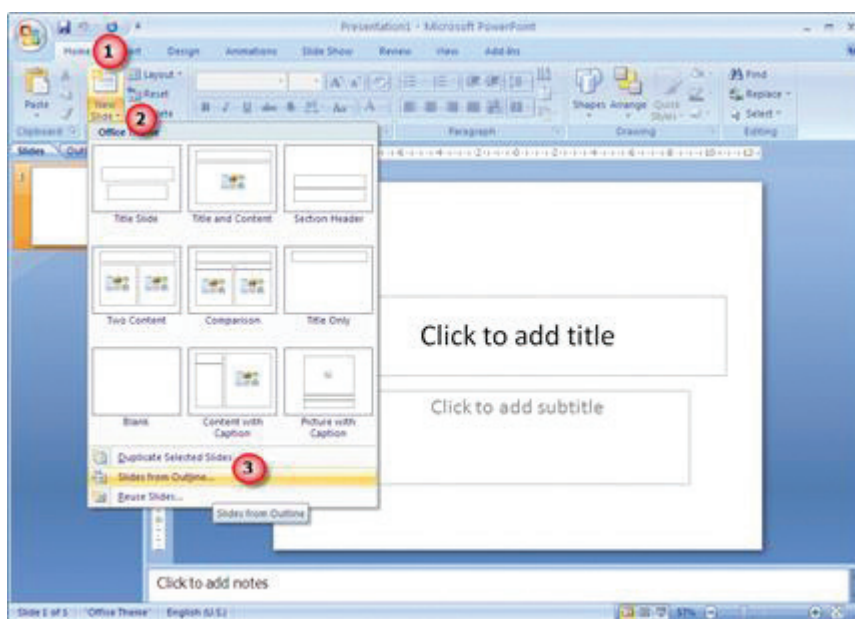 Presentation1 - Microsoft PowerPoint
1
Home Design Animations Slide Show Review View Add-Ins
Paste
New Slide
Layout
Reset
2
Shapes Arrange Quick Styles
Find
Replace
Select
Clipboard Paragraph Drawing Editing
Slides
Office
1
Title Slide Title and Content Section Header
Two Content Comparison Title Only
Blank Content with Caption Picture with Caption
Duplicate Selected Slides
Slides from Outline...
3
Reuse Slides...
Slides from Outline
Click to add title
Click to add subtitle
Click to add notes
Slide 1 of 1 "Office Theme" English (U.S.) 57%